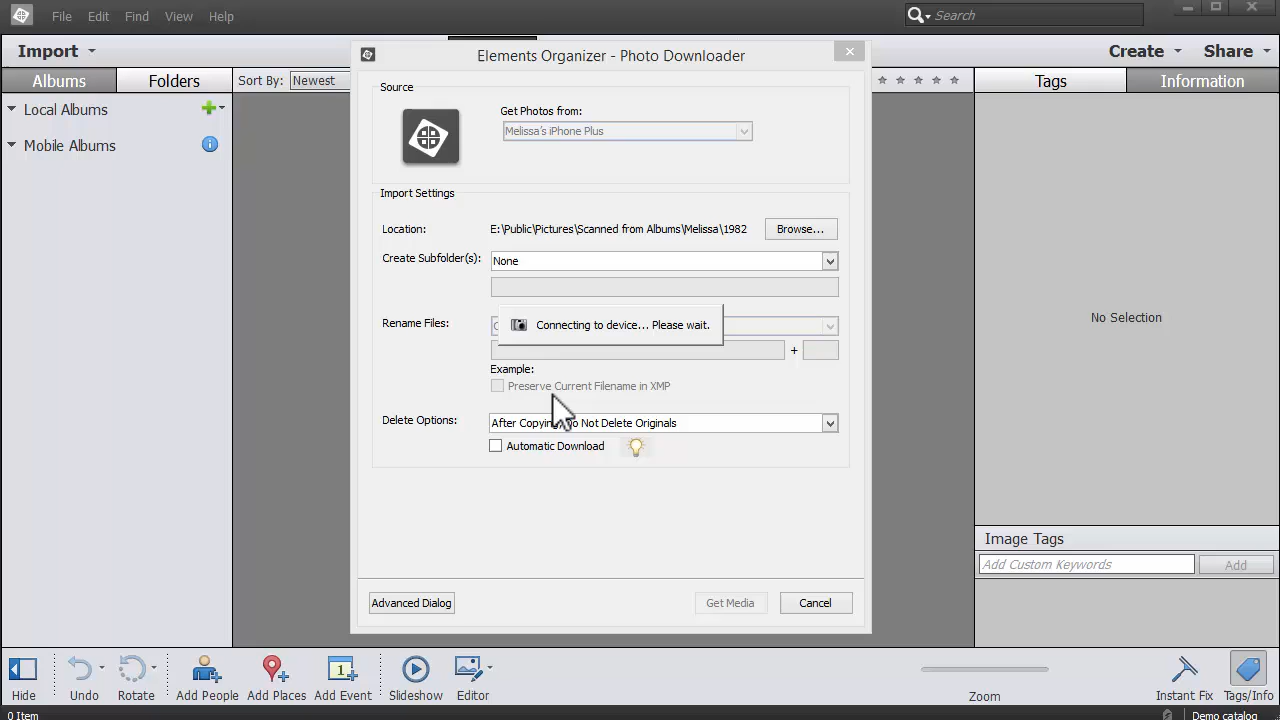 File Edit Find View Help
Search
Elements Organizer - Photo Downloader
Import
Create Share
Albums Folders
Sort By: Newest
Tags Information
Local Albums
Mobile Albums
Source
Get Photos from:
Melissa's iPhone Plus
Import Settings
Location: E:\Public\Pictures\Scanned from Albums\Melissa\1982 Browse...
Create Subfolder(s): None
Rename Files:
Connecting to device... Please wait.
+
Example:
Preserve Current Filename in XMP
Delete Options: After Copying, Do Not Delete Originals
Automatic Download
No Selection
Image Tags
Add Custom Keywords Add
Advanced Dialog Get Media Cancel
1
Hide Undo Rotate Add People Add Places Add Event Slideshow Editor Zoom Instant Fix Tags/Info
0 Item Demo catalog